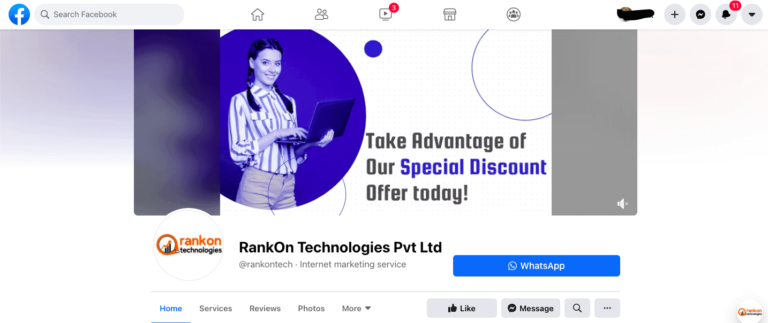 Search Facebook
3
11
Take Advantage of
Our Special Discount
Offer today!
rankon
technologies
RankOn Technologies Pvt Ltd
@rankontech · Internet marketing service
WhatsApp
Home Services Reviews Photos More
Like Message
rankon
technologies